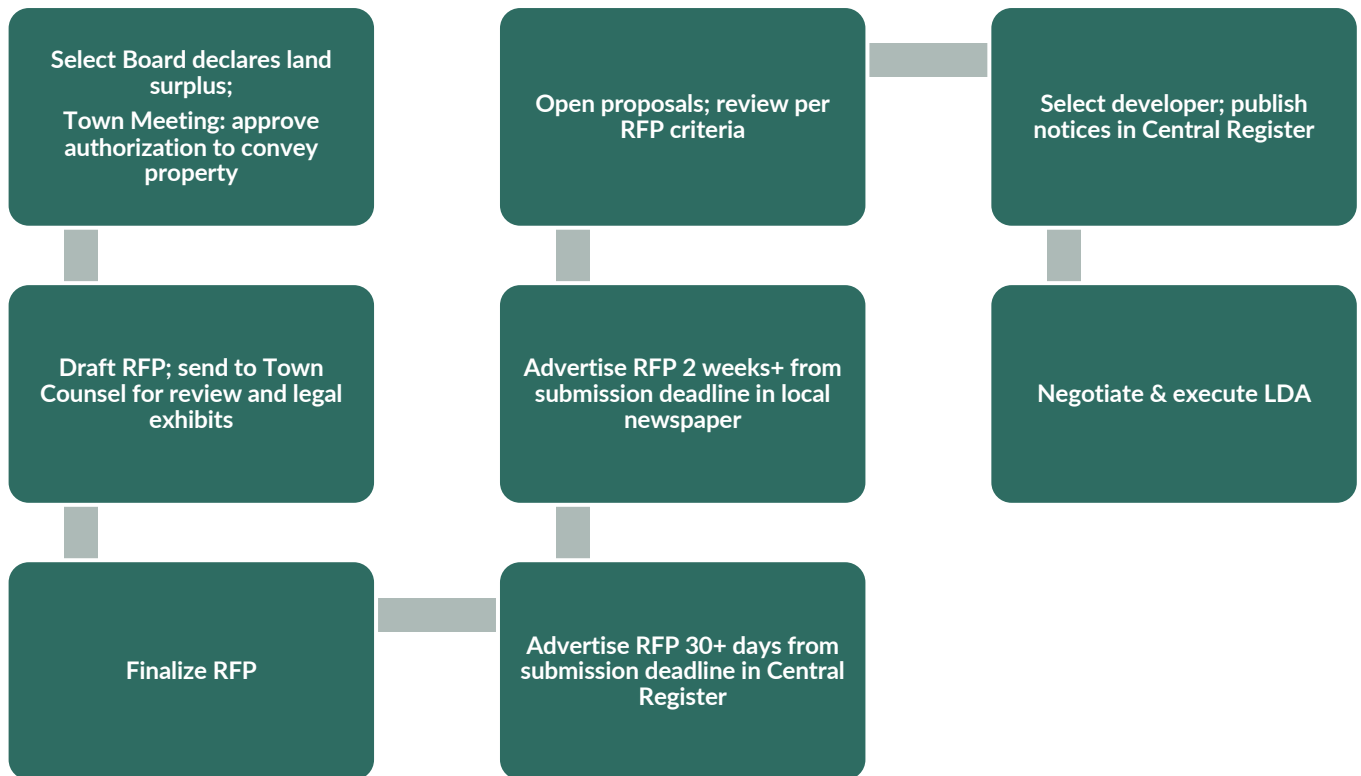 Select Board declares land
surplus;
Town Meeting: approve
authorization to convey
property
Draft RFP; send to Town
Counsel for review and legal
exhibits
Finalize RFP
Advertise RFP 30+ days from
submission deadline in Central
Register
Advertise RFP 2 weeks+ from
submission deadline in local
newspaper
Open proposals; review per
RFP criteria
Select developer; publish
notices in Central Register
Negotiate & execute LDA